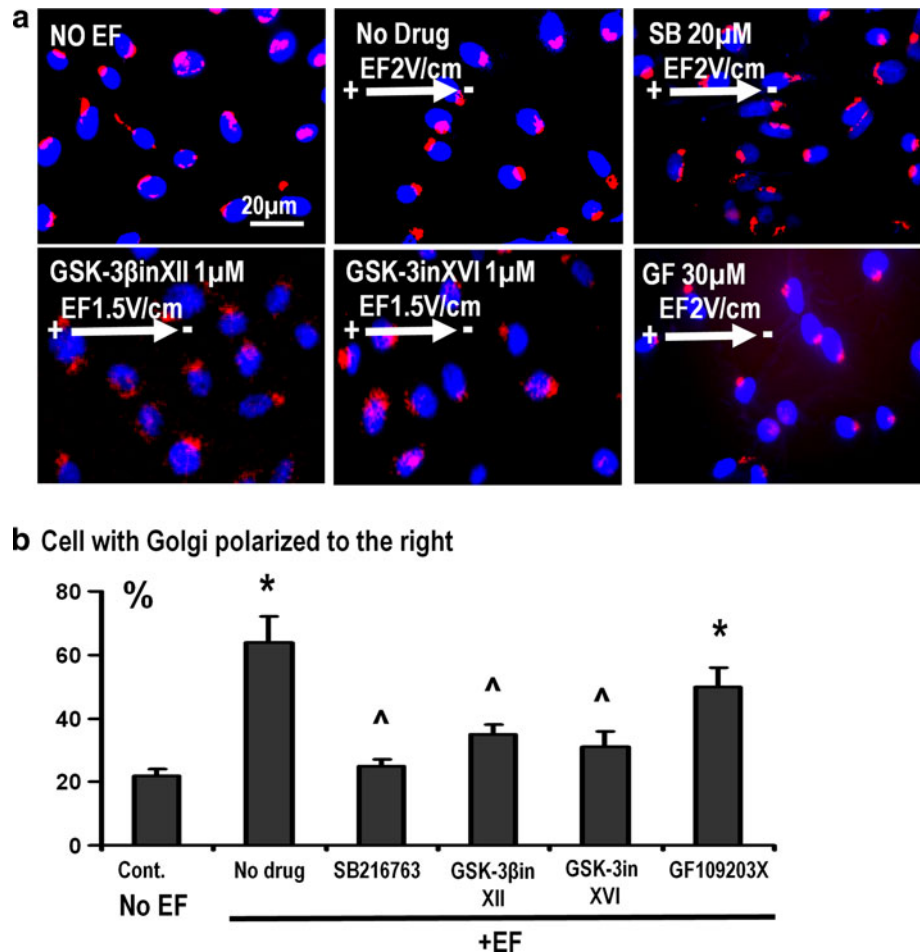 a
NO EF
20μm
No Drug
EF2V/cm
+ -
SB 20μM
EF2V/cm
+ -
GSK-3βinXII 1μM
EF1.5V/cm
+ -
GSK-3inXVI 1μM
EF1.5V/cm
+ -
GF 30μM
EF2V/cm
+ -
b Cell with Golgi polarized to the right
%
80
60
40
20
0
* ^ ^ ^ *
Cont.
No drug
SB216763
GSK-3βin
XII
GSK-3in
XVI
GF109203X
No EF
+EF